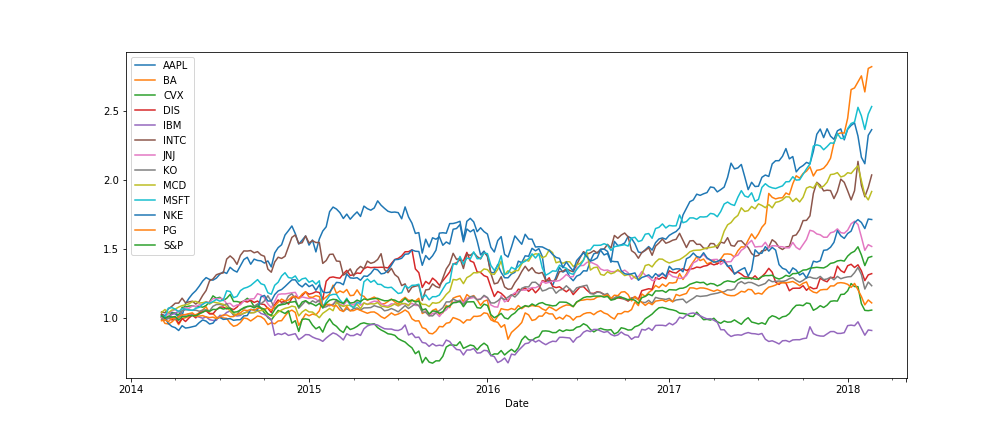 AAPL
BA
CVX
DIS
IBM
INTC
JNJ
KO
MCD
MSFT
NKE
PG
S&P
2.5
2.0
1.5
1.0
2014
2015
2016
2017
2018
Date